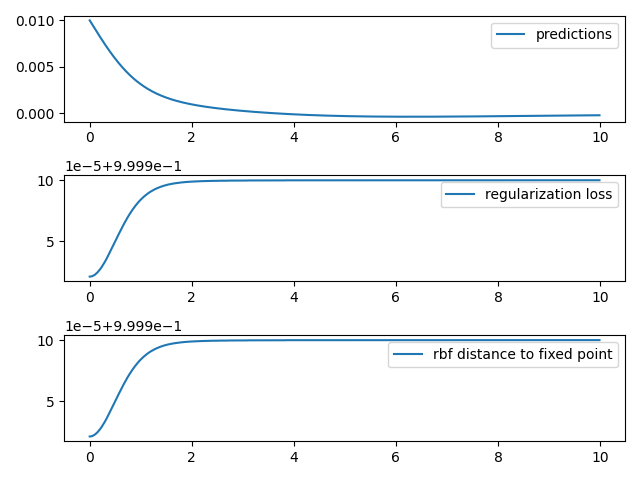 0.010
0.005
0.000
predictions
0 2 4 6 8 10
1e-5+9.999e-1
10
5
regularization loss
0 2 4 6 8 10
1e-5+9.999e-1
10
5
rbf distance to fixed point
0 2 4 6 8 10